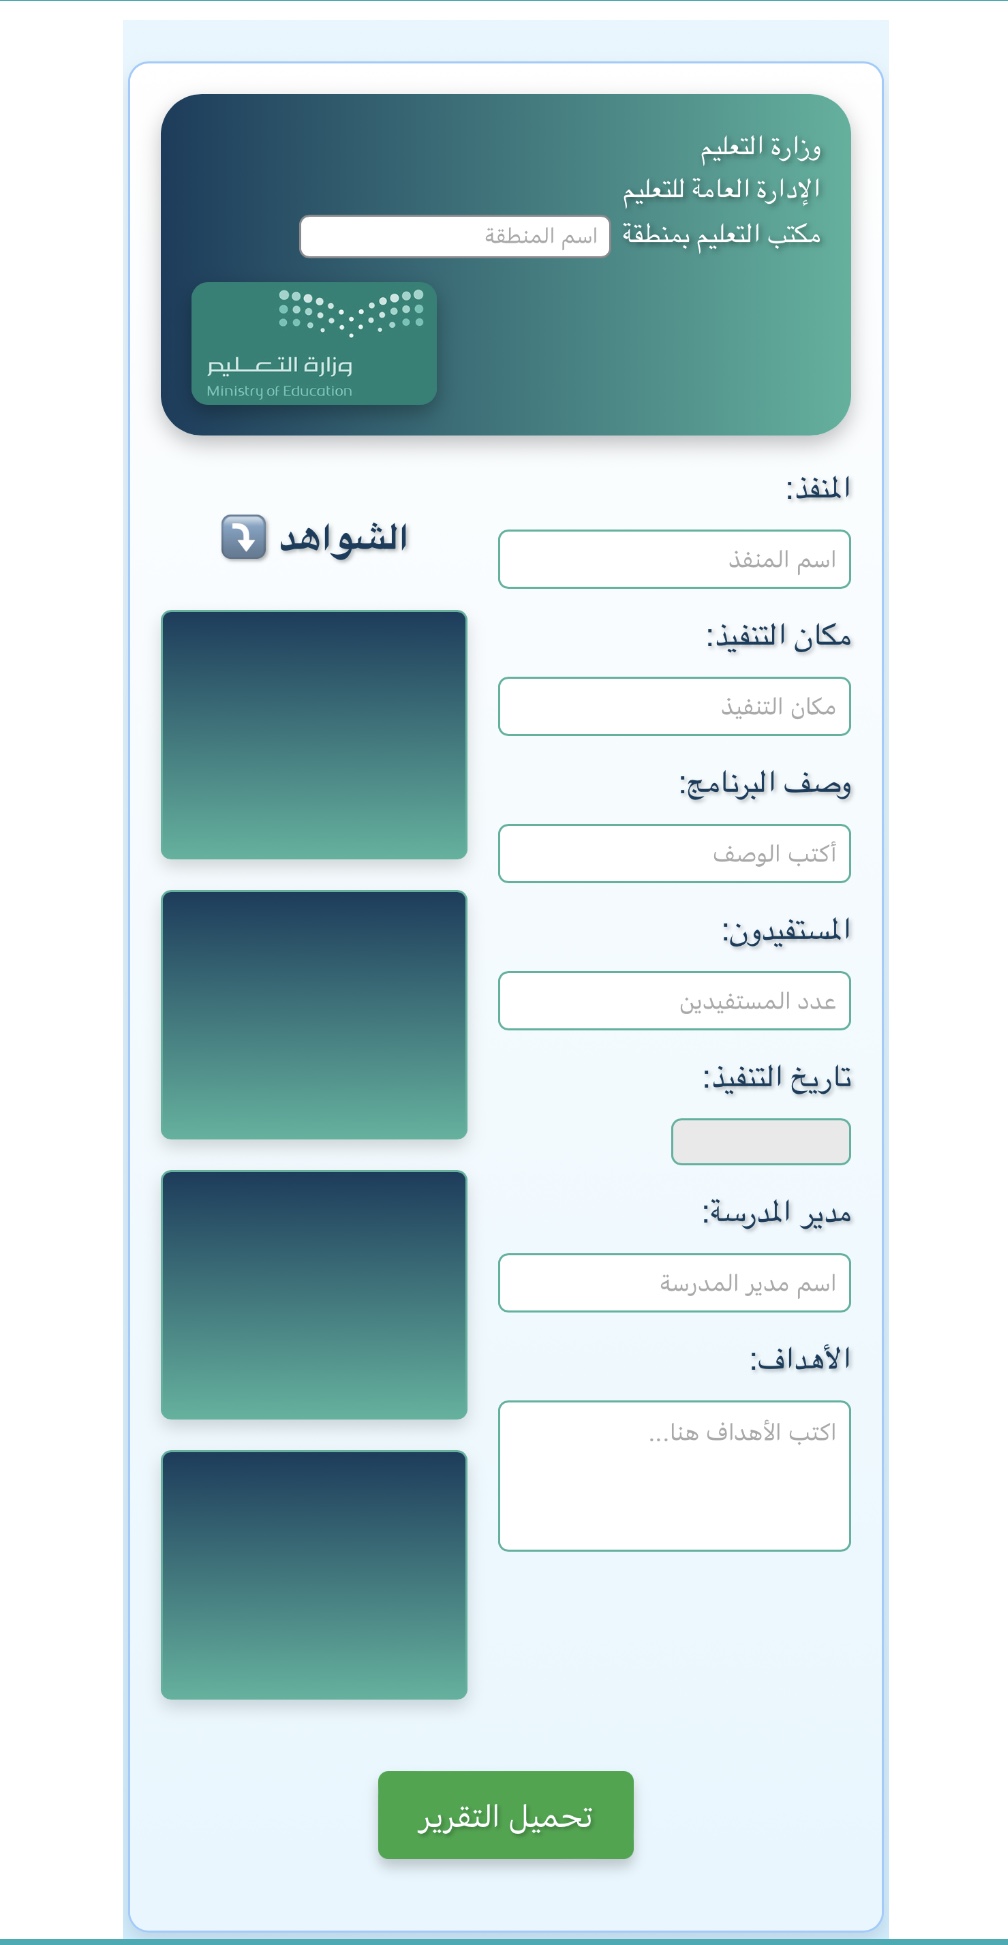 وزارة التعليم
الإدارة العامة للتعليم
مكتب التعليم بمنطقة اسم المنطقة
وزارة التعليم
Ministry of Education
المنفذ:
اسم المنفذ
مكان التنفيذ:
مكان التنفيذ
وصف البرنامج:
أكتب الوصف
المستفيدون:
عدد المستفيدين
تاريخ التنفيذ:
مدير المدرسة:
اسم مدير المدرسة
الأهداف:
اكتب الأهداف هنا...
الشواهد ⤵️
تحميل التقرير